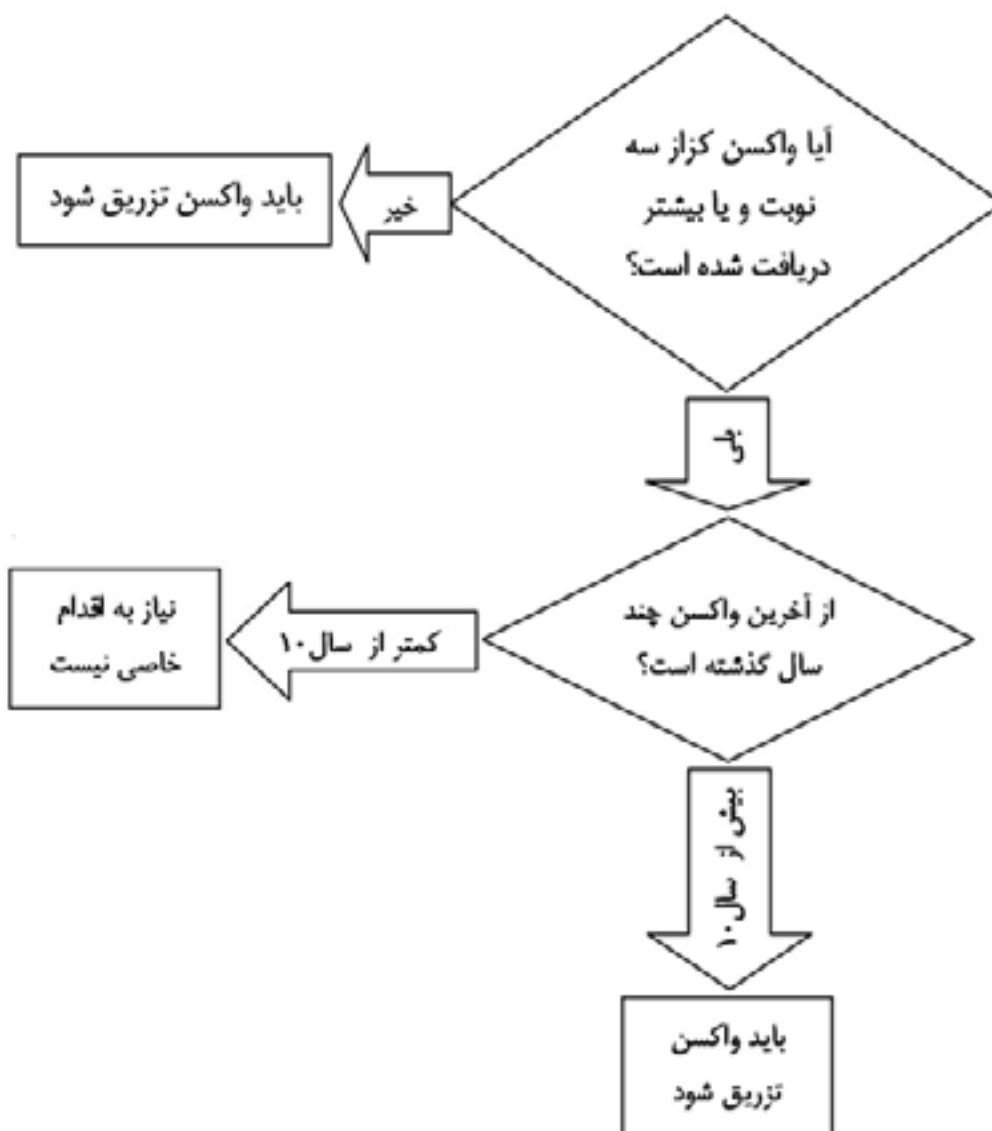 آیا واکسن کزاز سه
نوبت و یا بیشتر
دریافت شده است؟
خیر
باید واکسن تزریق شود
بلی
از آخرین واکسن چند
سال گذشته است؟
کمتر از سال۱۰
نیاز به اقدام
خاصی نیست
بیش از سال۱۰
باید واکسن
تزریق شود